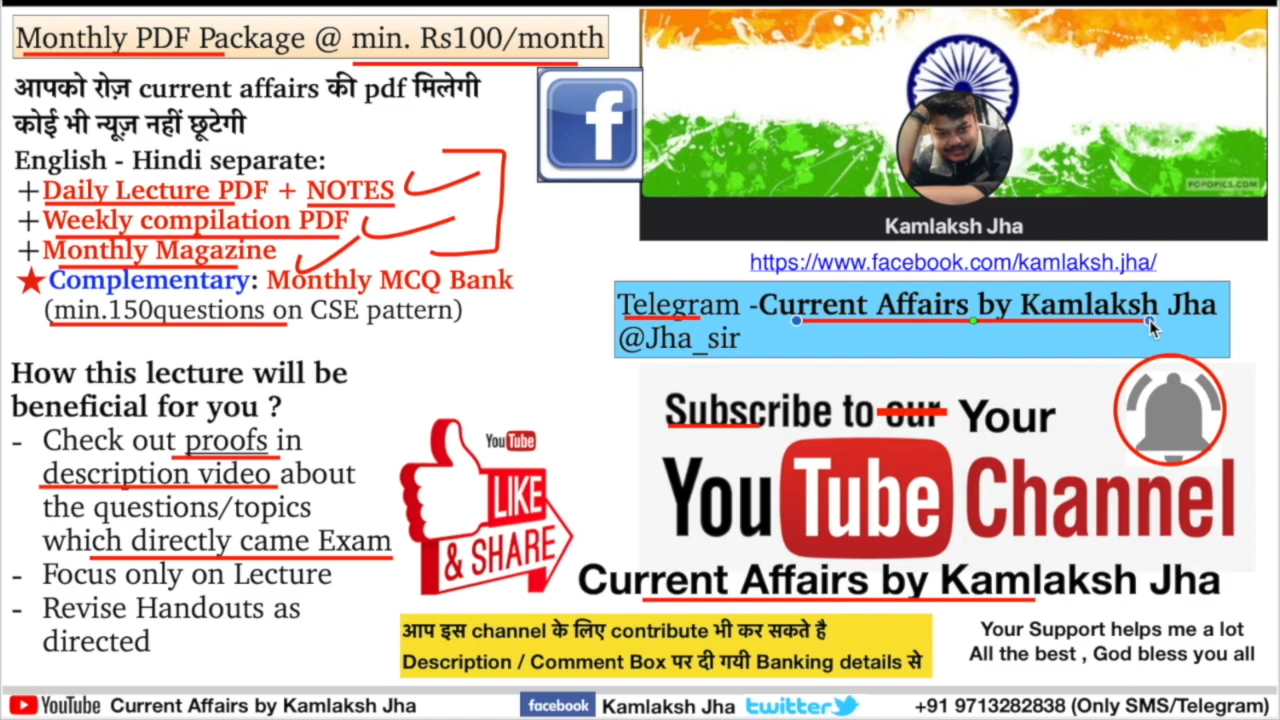 Monthly PDF Package @ min. Rs100/month
आपको रोज़ current affairs की pdf मिलेगी
कोई भी न्यूज़ नहीं छूटेगी
English - Hindi separate:
+Daily Lecture PDF + NOTES
+Weekly compilation PDF
+Monthly Magazine
★Complementary: Monthly MCQ Bank
(min.150questions on CSE pattern)
How this lecture will be
beneficial for you ?
- Check out proofs in
description video about
the questions/topics
which directly came Exam
- Focus only on Lecture
- Revise Handouts as
directed
f
POPOPICS.COM
Kamlaksh Jha
https://www.facebook.com/kamlaksh.jha/
Telegram -Current Affairs by Kamlaksh Jha
@Jha_sir
Subscribe to our Your
YouTube Channel
YouTube
LIKE
& SHARE
Current Affairs by Kamlaksh Jha
आप इस channel के लिए contribute भी कर सकते है
Description / Comment Box पर दी गयी Banking details से
Your Support helps me a lot
All the best , God bless you all
YouTube Current Affairs by Kamlaksh Jha facebook Kamlaksh Jha twitter +91 9713282838 (Only SMS/Telegram)